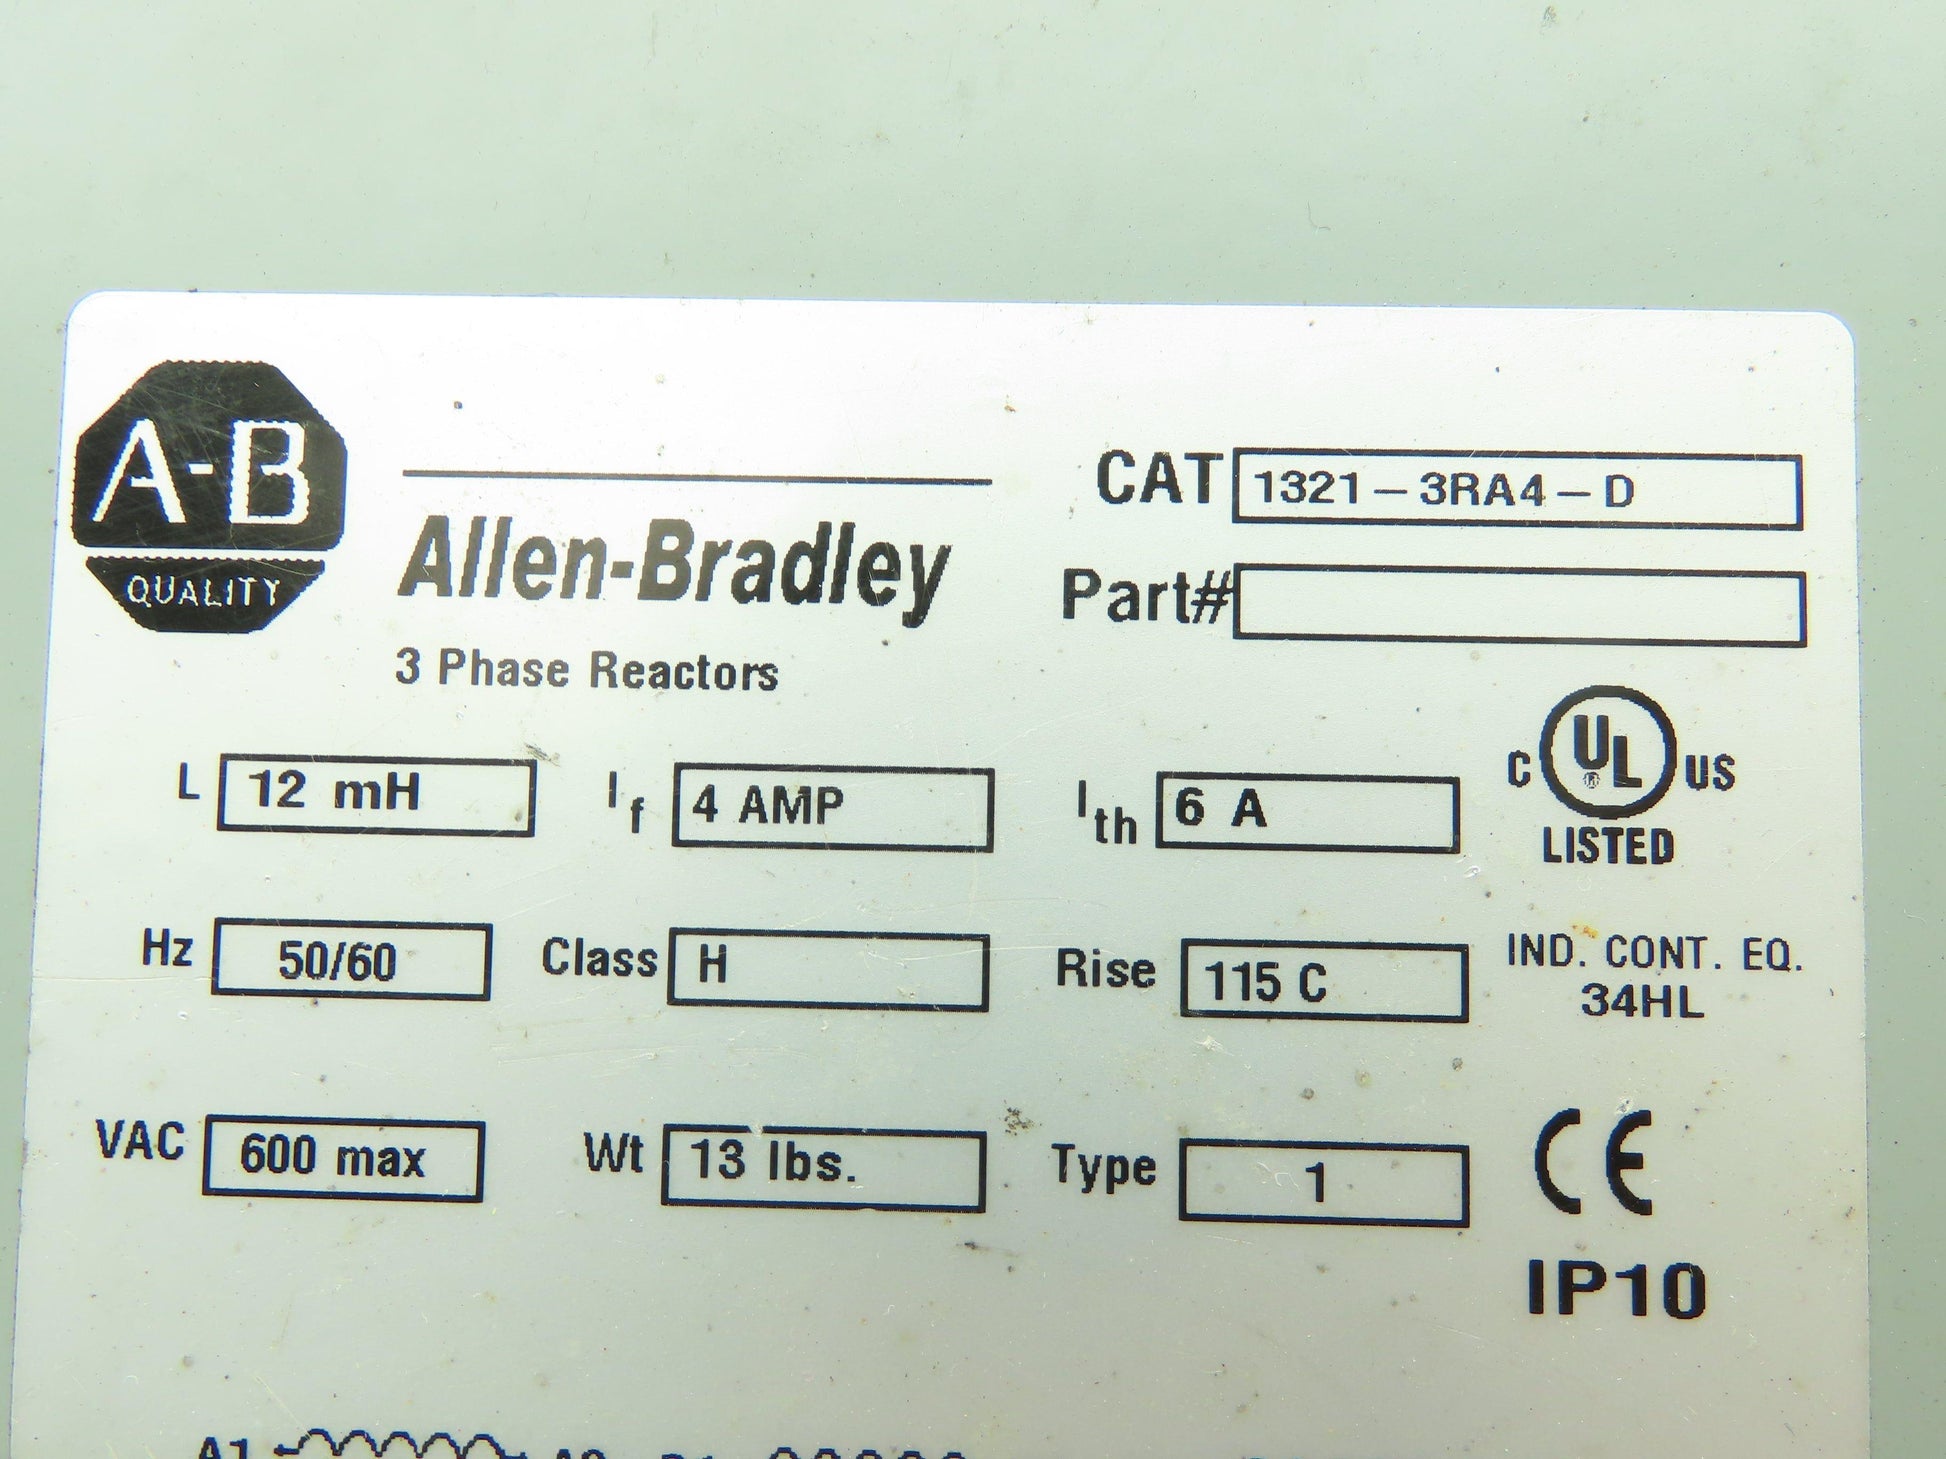 A-B
QUALITY
Allen-Bradley
3 Phase Reactors
CAT 1321-3RA4-D
Part#
L 12 mH If 4 AMP Ith 6 A
C UL US
LISTED
Hz 50/60 Class H Rise 115 C
IND. CONT. EQ.
34HL
VAC 600 max Wt 13 lbs. Type 1
CE
IP10
A1